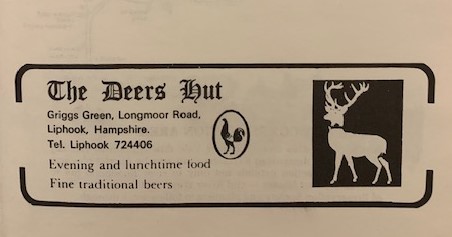 The Deers Hut
Griggs Green, Longmoor Road,
Liphook, Hampshire.
Tel. Liphook 724406
Evening and lunchtime food
Fine traditional beers